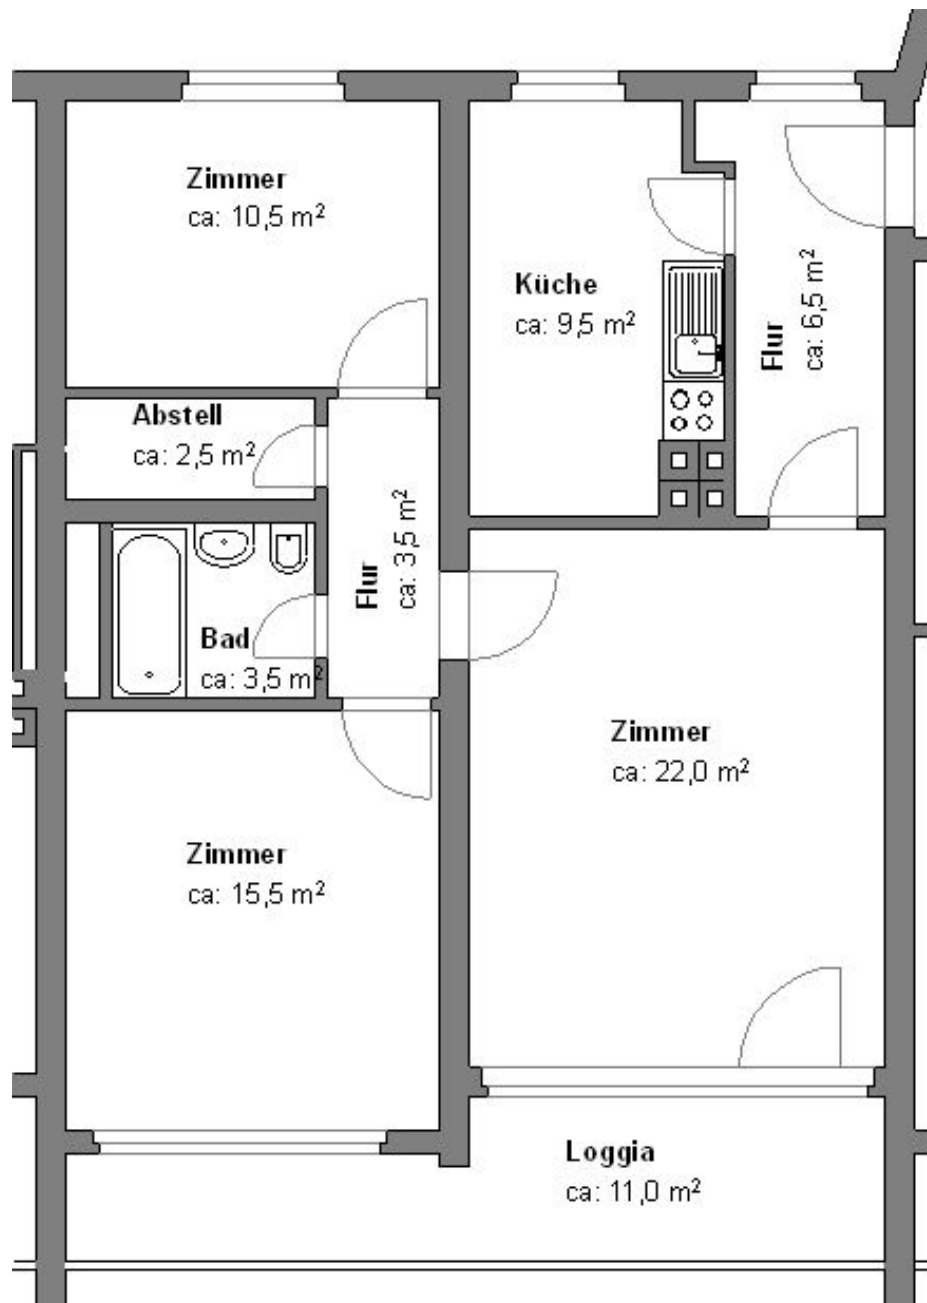 Zimmer
ca: 10,5 m²
Küche
ca: 9,5 m²
Flur
ca: 6,5 m²
Abstell
ca: 2,5 m²
Flur
ca: 3,5 m²
Bad
ca: 3,5 m²
Zimmer
ca: 22,0 m²
Zimmer
ca: 15,5 m²
Loggia
ca: 11,0 m²